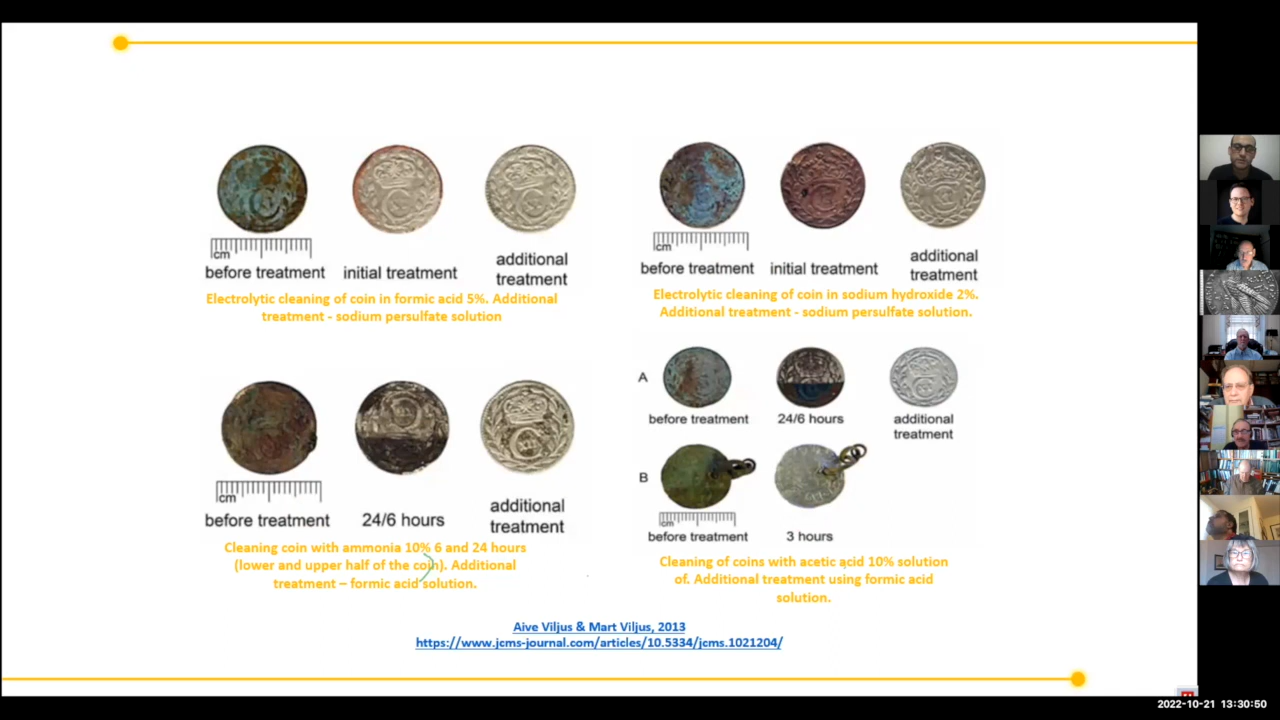 cm
before treatment
initial treatment
additional
treatment
Electrolytic cleaning of coin in formic acid 5%. Additional
treatment - sodium persulfate solution
cm
before treatment
initial treatment
additional
treatment
Electrolytic cleaning of coin in sodium hydroxide 2%.
Additional treatment - sodium persulfate solution.
cm
before treatment
24/6 hours
additional
treatment
Cleaning coin with ammonia 10% 6 and 24 hours
(lower and upper half of the coin). Additional
treatment – formic acid solution.
A
before treatment
24/6 hours
additional
treatment
B
cm
before treatment
3 hours
Cleaning of coins with acetic acid 10% solution
of. Additional treatment using formic acid
solution.
Aive Viljus & Mart Viljus, 2013
https://www.jcms-journal.com/articles/10.5334/jcms.1021204/
2022-10-21 13:30:50